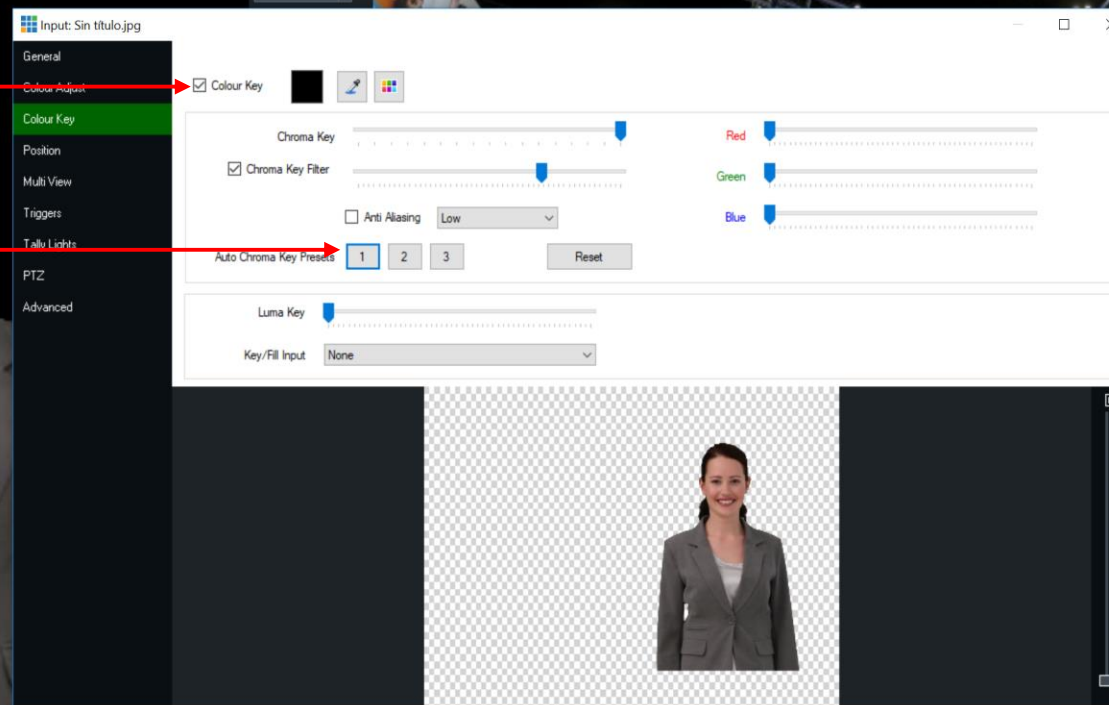 Input: Sin título.jpg
General
Colour Adjust
Colour Key
Position
Multi View
Triggers
Tally Lights
PTZ
Advanced
Colour Key
Chroma Key
Chroma Key Filter
Anti Aliasing Low
Auto Chroma Key Presets 1 2 3 Reset
Red
Green
Blue
Luma Key
Key/Fill Input None